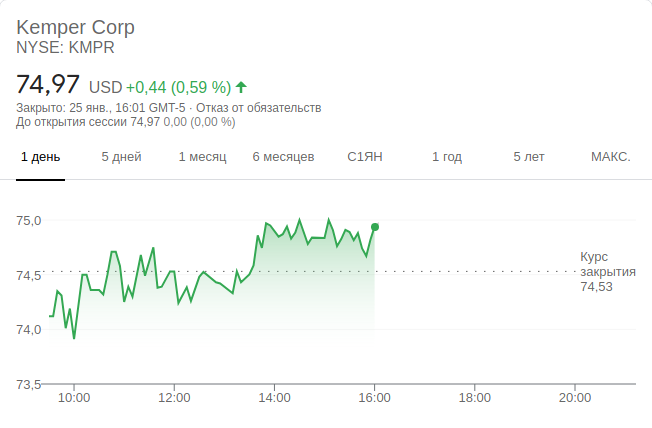 Kemper Corp
NYSE: KMPR
74,97 USD +0,44 (0,59 %)
Закрыто: 25 янв., 16:01 GMT-5 · Отказ от обязательств
До открытия сессии 74,97 0,00 (0,00 %)
1 день 5 дней 1 месяц 6 месяцев С1ЯН 1 год 5 лет МАКС.
75,0
Курс
закрытия
74,53
74,5
74,0
73,5
10:00 12:00 14:00 16:00 18:00 20:00